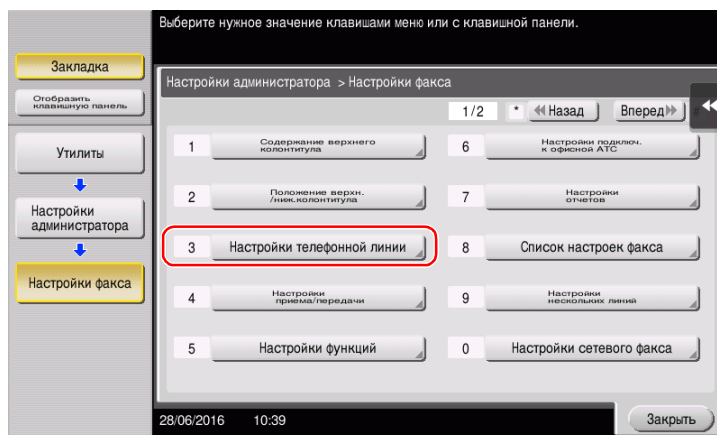 Выберите нужное значение клавишами меню или с клавишной панели.
Закладка
Отобразить
клавишную панель
Утилиты
Настройки
администратора
Настройки факса
Настройки администратора > Настройки факса
1/2 * Назад Вперед #
1 Содержание верхнего
колонтитула
6 Настройки подключ.
к офисной АТС
2 Положение верхн.
/ниж.колонтитула
7 Настройки
отчетов
3 Настройки телефонной линии
8 Список настроек факса
4 Настройки
приема/передачи
9 Настройки
нескольких линий
5 Настройки функций
0 Настройки сетевого факса
28/06/2016 10:39
Закрыть